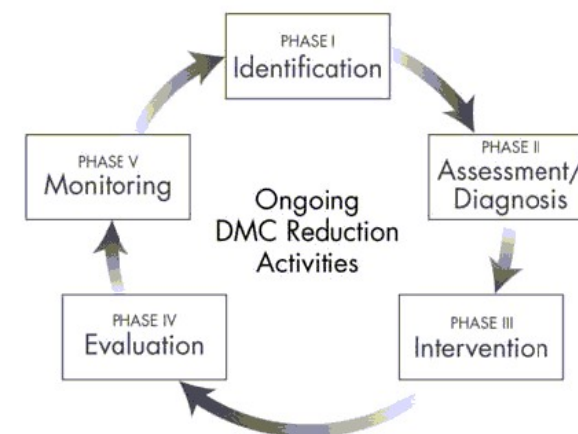 PHASE I
Identification
PHASE II
Assessment/
Diagnosis
PHASE III
Intervention
PHASE IV
Evaluation
PHASE V
Monitoring
Ongoing
DMC Reduction
Activities